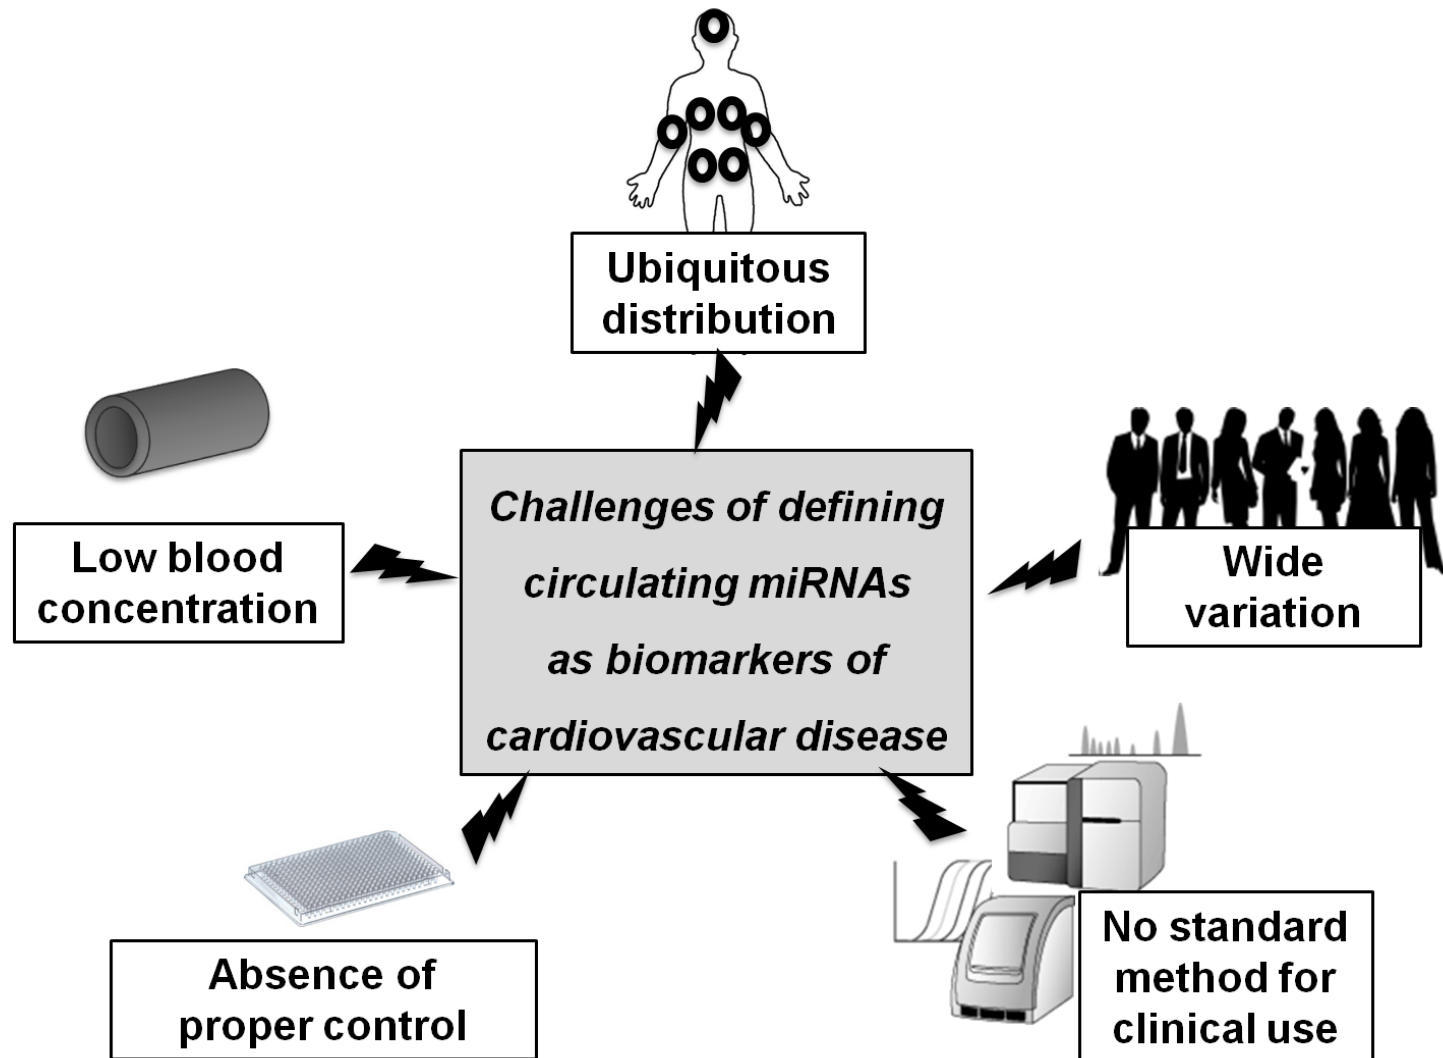 Ubiquitous
distribution
Low blood
concentration
Challenges of defining
circulating miRNAs
as biomarkers of
cardiovascular disease
Wide
variation
Absence of
proper control
No standard
method for
clinical use